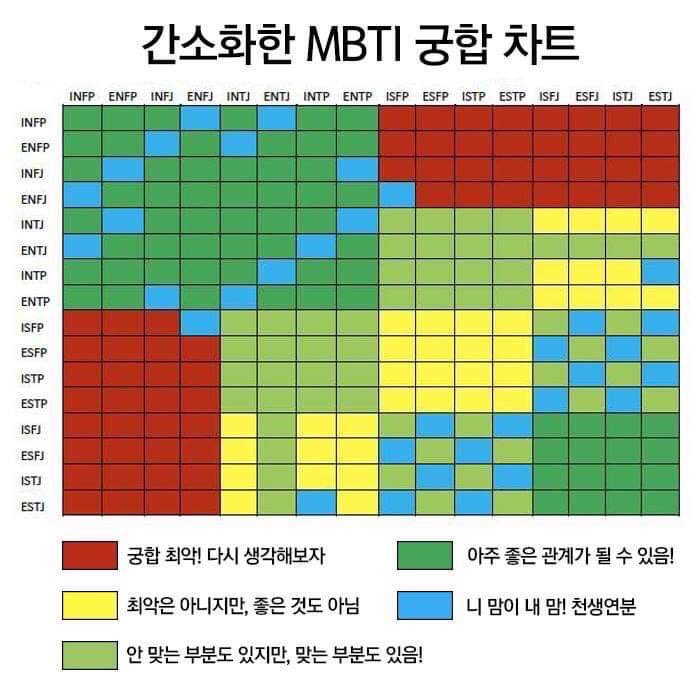 간소화한 MBTI 궁합 차트
INFP ENFP INFJ ENFJ INTJ ENTJ INTP ENTP ISFP ESFP ISTP ESTP ISFJ ESFJ ISTJ ESTJ
INFP
ENFP
INFJ
ENFJ
INTJ
ENTJ
INTP
ENTP
ISFP
ESFP
ISTP
ESTP
ISFJ
ESFJ
ISTJ
ESTJ
궁합 최악! 다시 생각해보자
아주 좋은 관계가 될 수 있음!
최악은 아니지만, 좋은 것도 아님
니 맘이 내 맘! 천생연분
안 맞는 부분도 있지만, 맞는 부분도 있음!